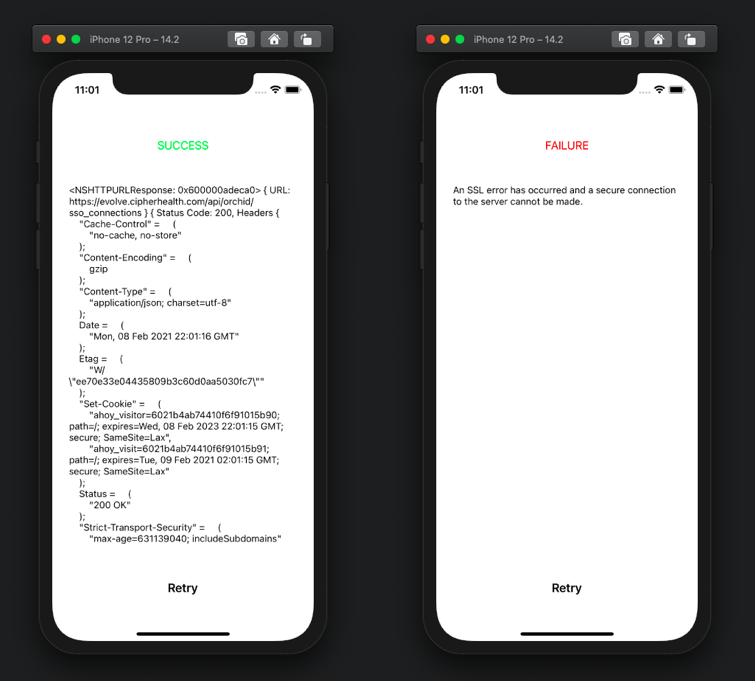 iPhone 12 Pro – 14.2
11:01
SUCCESS
<NSHTTPURLResponse: 0x600000adeca0> { URL:
https://evolve.cipherhealth.com/api/orchid/
sso_connections } { Status Code: 200, Headers {
"Cache-Control" = (
"no-cache, no-store"
);
"Content-Encoding" = (
gzip
);
"Content-Type" = (
"application/json; charset=utf-8"
);
Date = (
"Mon, 08 Feb 2021 22:01:16 GMT"
);
Etag = (
"W/
\"ee70e33e04435809b3c60d0aa5030fc7\""
);
"Set-Cookie" = (
"ahoy_visitor=6021b4ab74410f6f91015b90;
path=/; expires=Wed, 08 Feb 2023 22:01:15 GMT;
secure; SameSite=Lax",
"ahoy_visit=6021b4ab74410f6f91015b91;
path=/; expires=Tue, 09 Feb 2021 02:01:15 GMT;
secure; SameSite=Lax"
);
Status = (
"200 OK"
);
"Strict-Transport-Security" = (
"max-age=631139040; includeSubdomains"
Retry
iPhone 12 Pro – 14.2
11:01
FAILURE
An SSL error has occurred and a secure connection
to the server cannot be made.
Retry